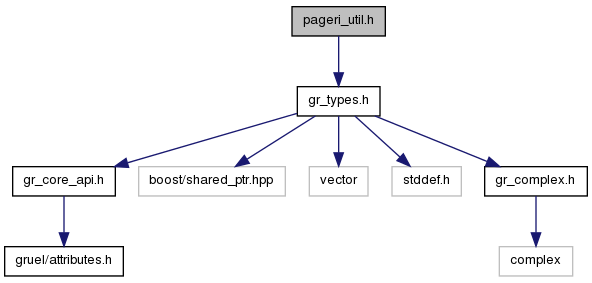 pageri_util.h
gr_types.h
gr_core_api.h
boost/shared_ptr.hpp
vector
stddef.h
gr_complex.h
gruel/attributes.h
complex